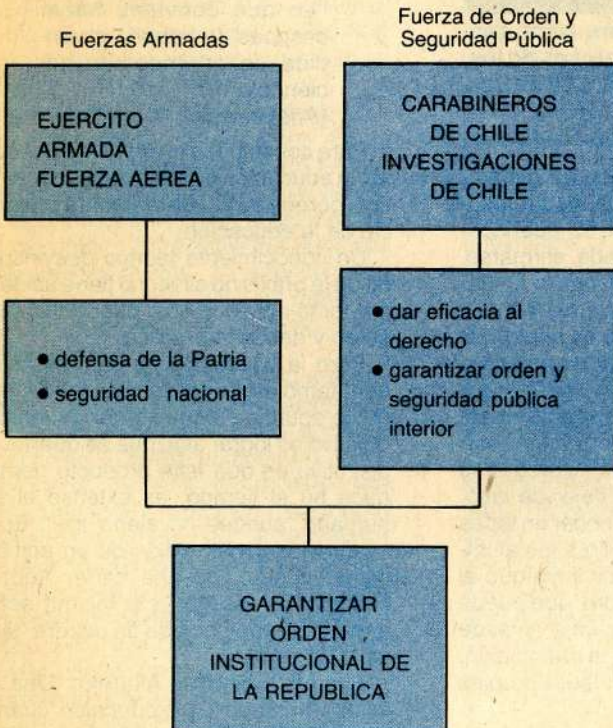 Fuerzas Armadas
EJERCITO
ARMADA
FUERZA AEREA
• defensa de la Patria
• seguridad nacional
Fuerza de Orden y
Seguridad Pública
CARABINEROS
DE CHILE
INVESTIGACIONES
DE CHILE
• dar eficacia al
derecho
• garantizar orden y
seguridad pública
interior
GARANTIZAR
ORDEN
INSTITUCIONAL DE
LA REPUBLICA